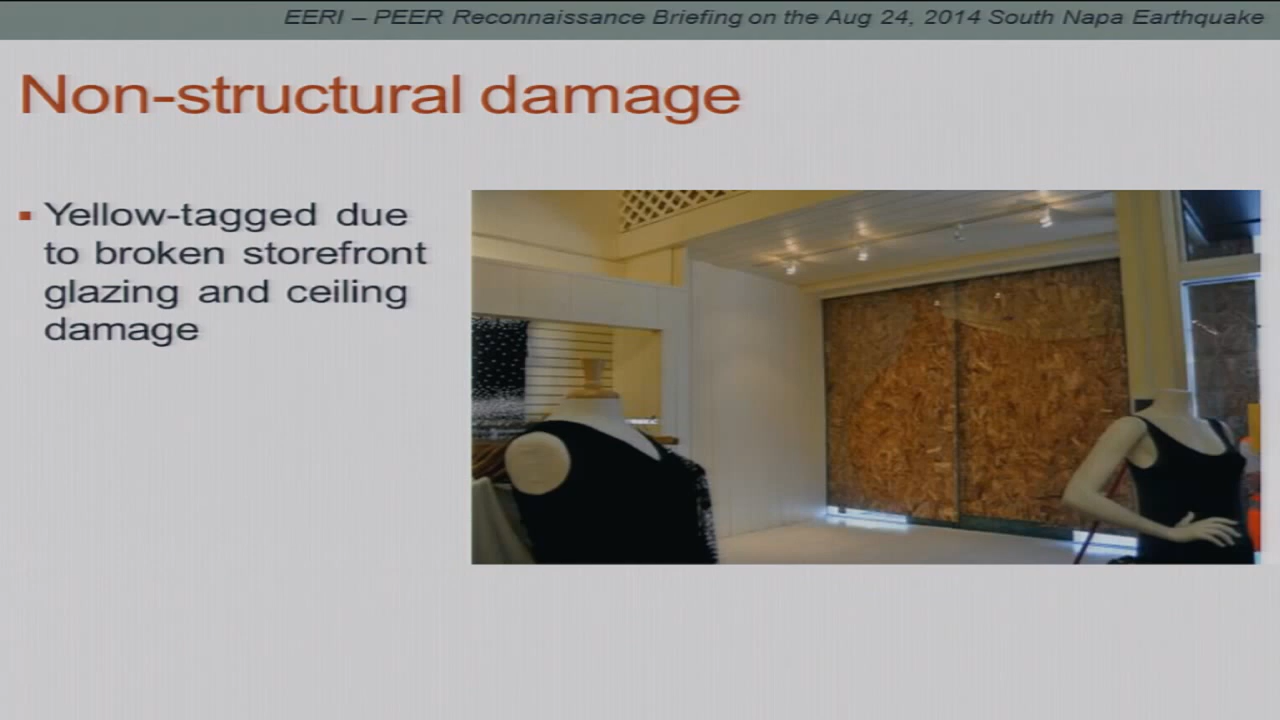 EERI – PEER Reconnaissance Briefing on the Aug 24, 2014 South Napa Earthquake
Non-structural damage
▪ Yellow-tagged due
to broken storefront
glazing and ceiling
damage